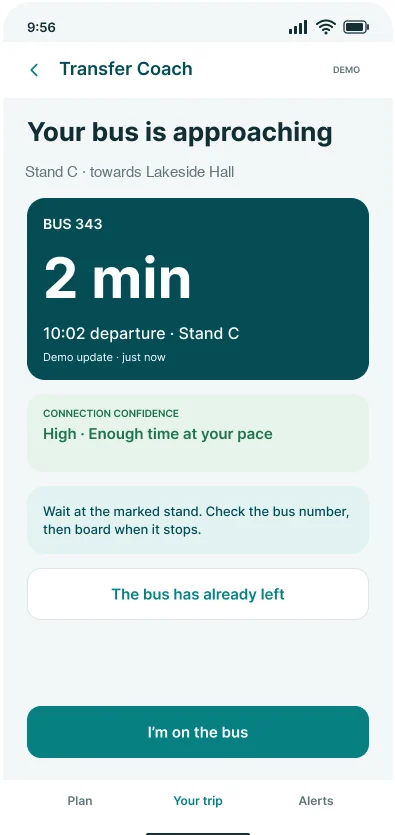 9:56
Transfer Coach
DEMO
Your bus is approaching
Stand C · towards Lakeside Hall
BUS 343
2 min
10:02 departure · Stand C
Demo update · just now
CONNECTION CONFIDENCE
High · Enough time at your pace
Wait at the marked stand. Check the bus number,
then board when it stops.
The bus has already left
I’m on the bus
Plan
Your trip
Alerts